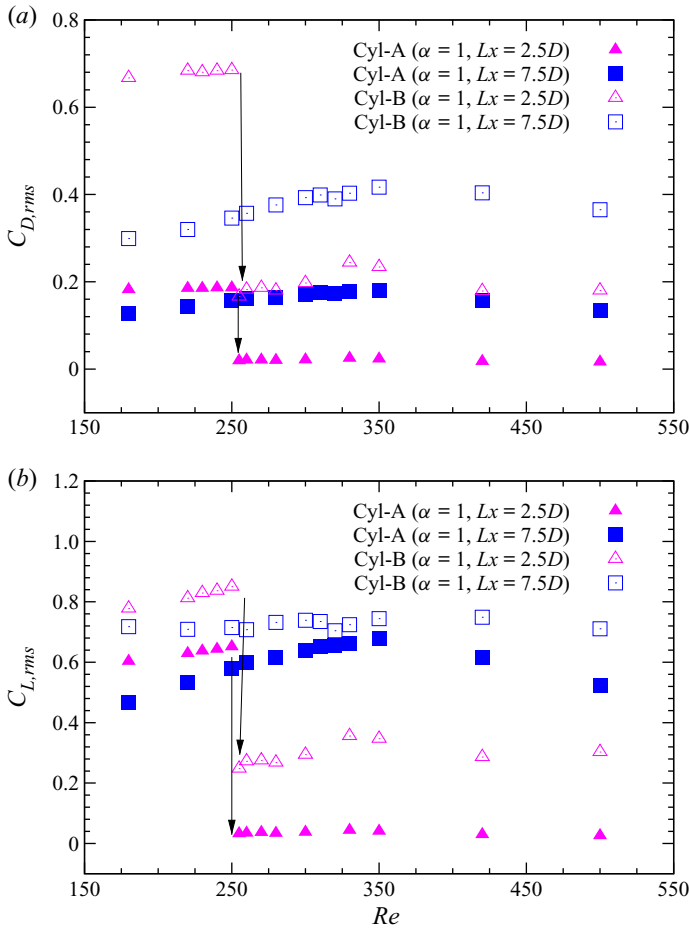 (a)
0.8
Cyl-A (α = 1, Lx = 2.5D)
Cyl-A (α = 1, Lx = 7.5D)
Cyl-B (α = 1, Lx = 2.5D)
Cyl-B (α = 1, Lx = 7.5D)
0.6
C_D,rms
0.4
0.2
0
150 250 350 450 550
(b)
1.2
Cyl-A (α = 1, Lx = 2.5D)
Cyl-A (α = 1, Lx = 7.5D)
Cyl-B (α = 1, Lx = 2.5D)
Cyl-B (α = 1, Lx = 7.5D)
1.0
0.8
C_L,rms
0.6
0.4
0.2
0
150 250 350 450 550
Re